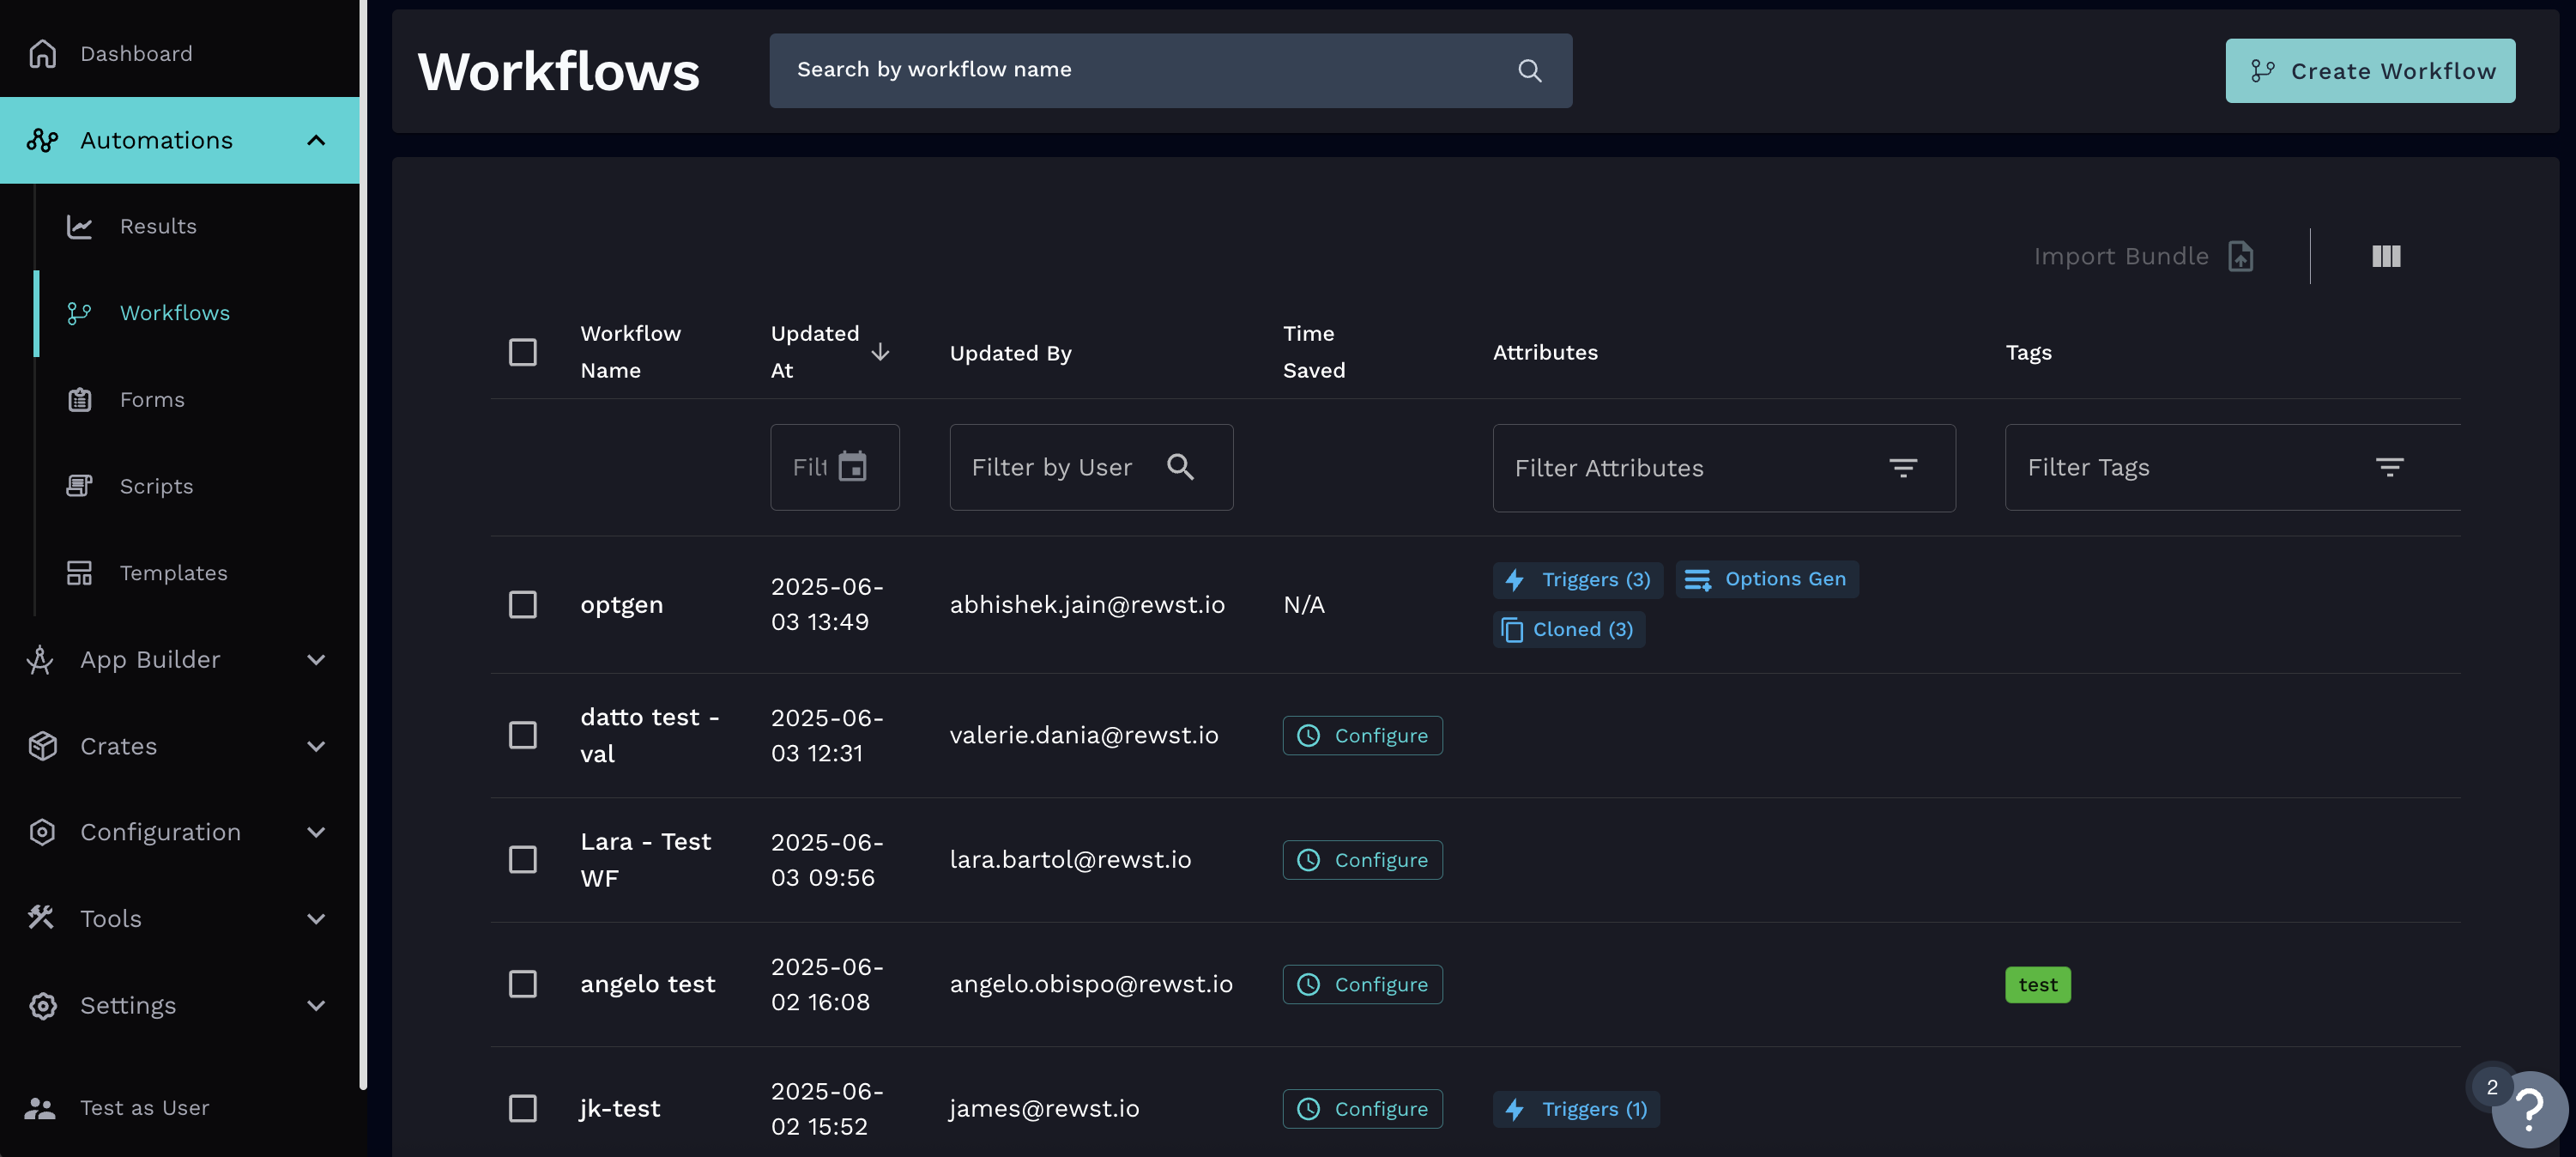 Dashboard
Automations
Results
Workflows
Forms
Scripts
Templates
App Builder
Crates
Configuration
Tools
Settings
Test as User
Workflows
Search by workflow name
Create Workflow
Import Bundle
Workflow Name
Updated At
Updated By
Time Saved
Attributes
Tags
Filt
Filter by User
Filter Attributes
Filter Tags
optgen
2025-06-
03 13:49
abhishek.jain@rewst.io
N/A
Triggers (3)
Options Gen
Cloned (3)
datto test -
val
2025-06-
03 12:31
valerie.dania@rewst.io
Configure
Lara - Test
WF
2025-06-
03 09:56
lara.bartol@rewst.io
Configure
angelo test
2025-06-
02 16:08
angelo.obispo@rewst.io
Configure
test
jk-test
2025-06-
02 15:52
james@rewst.io
Configure
Triggers (1)
2
?